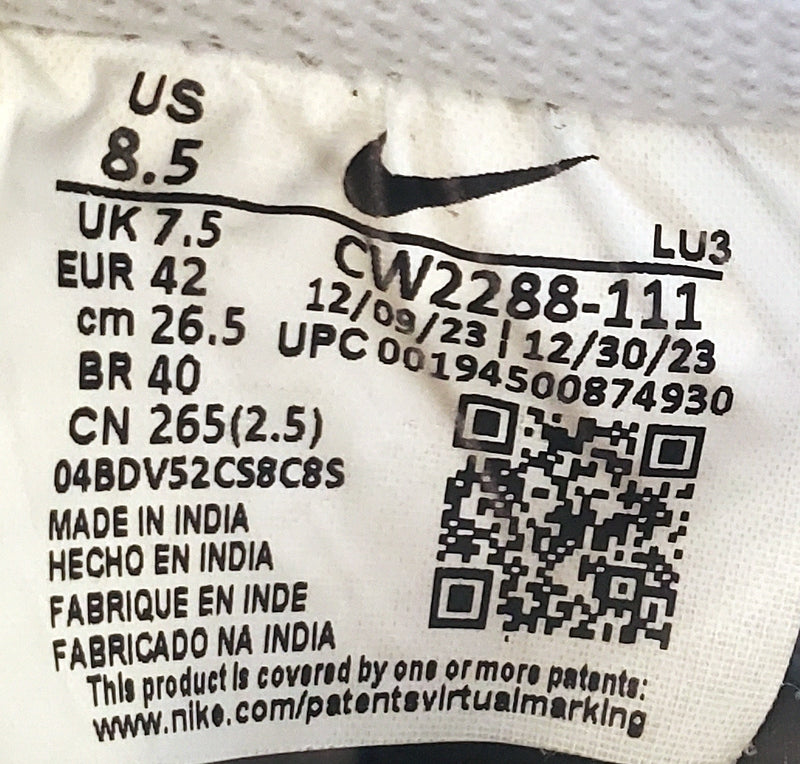 US
8.5
UK 7.5
EUR 42
cm 26.5
BR 40
CN 265(2.5)
04BDV52CS8C8S
LU3
CW2288-111
12/09/23 | 12/30/23
UPC 00194500874930
MADE IN INDIA
HECHO EN INDIA
FABRIQUE EN INDE
FABRICADO NA INDIA
This product is covered by one or more patents:
www.nike.com/patentsvirtualmarking